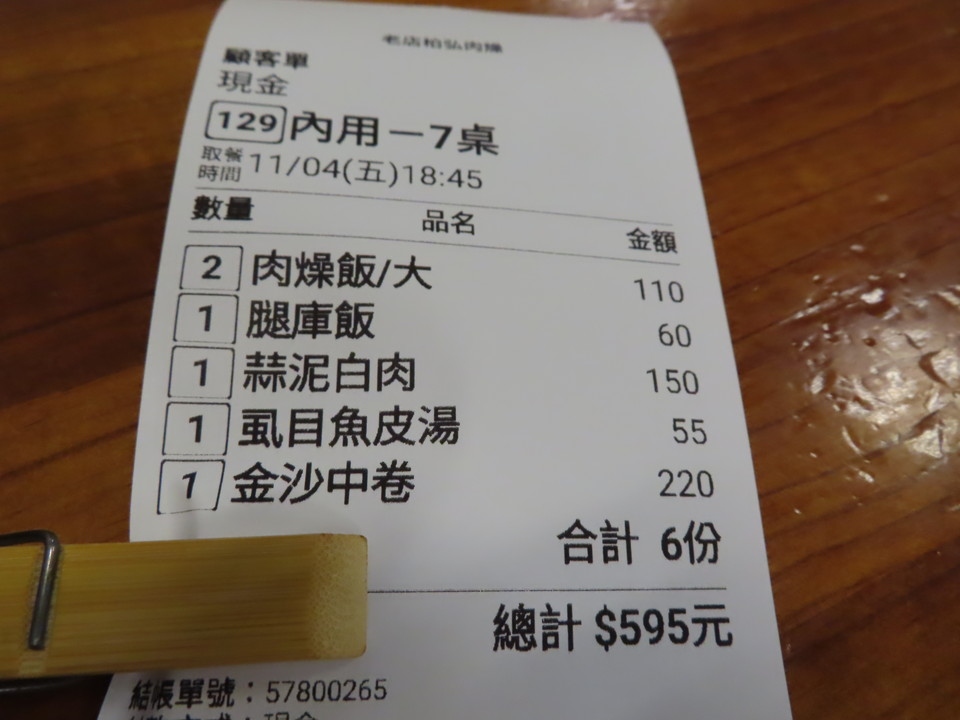 老店柏弘肉燥
顧客單
現金
129 內用－7桌
取餐時間 11/04(五)18:45
數量 品名 金額
2 肉燥飯/大 110
1 腿庫飯 60
1 蒜泥白肉 150
1 虱目魚皮湯 55
1 金沙中卷 220
合計 6份
總計 $595元
結帳單號：57800265